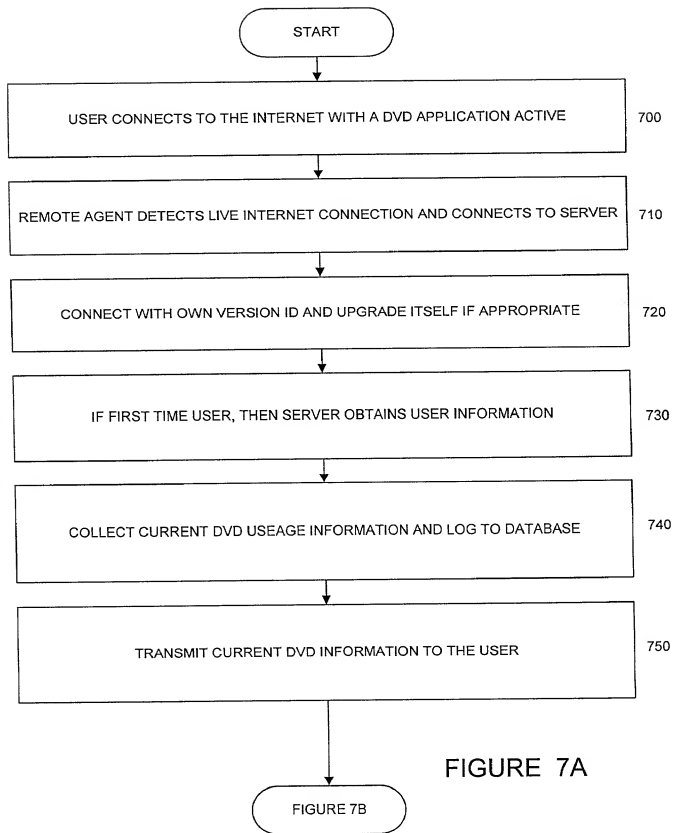 START
USER CONNECTS TO THE INTERNET WITH A DVD APPLICATION ACTIVE
700
REMOTE AGENT DETECTS LIVE INTERNET CONNECTION AND CONNECTS TO SERVER
710
CONNECT WITH OWN VERSION ID AND UPGRADE ITSELF IF APPROPRIATE
720
IF FIRST TIME USER, THEN SERVER OBTAINS USER INFORMATION
730
COLLECT CURRENT DVD USEAGE INFORMATION AND LOG TO DATABASE
740
TRANSMIT CURRENT DVD INFORMATION TO THE USER
750
FIGURE 7A
FIGURE 7B